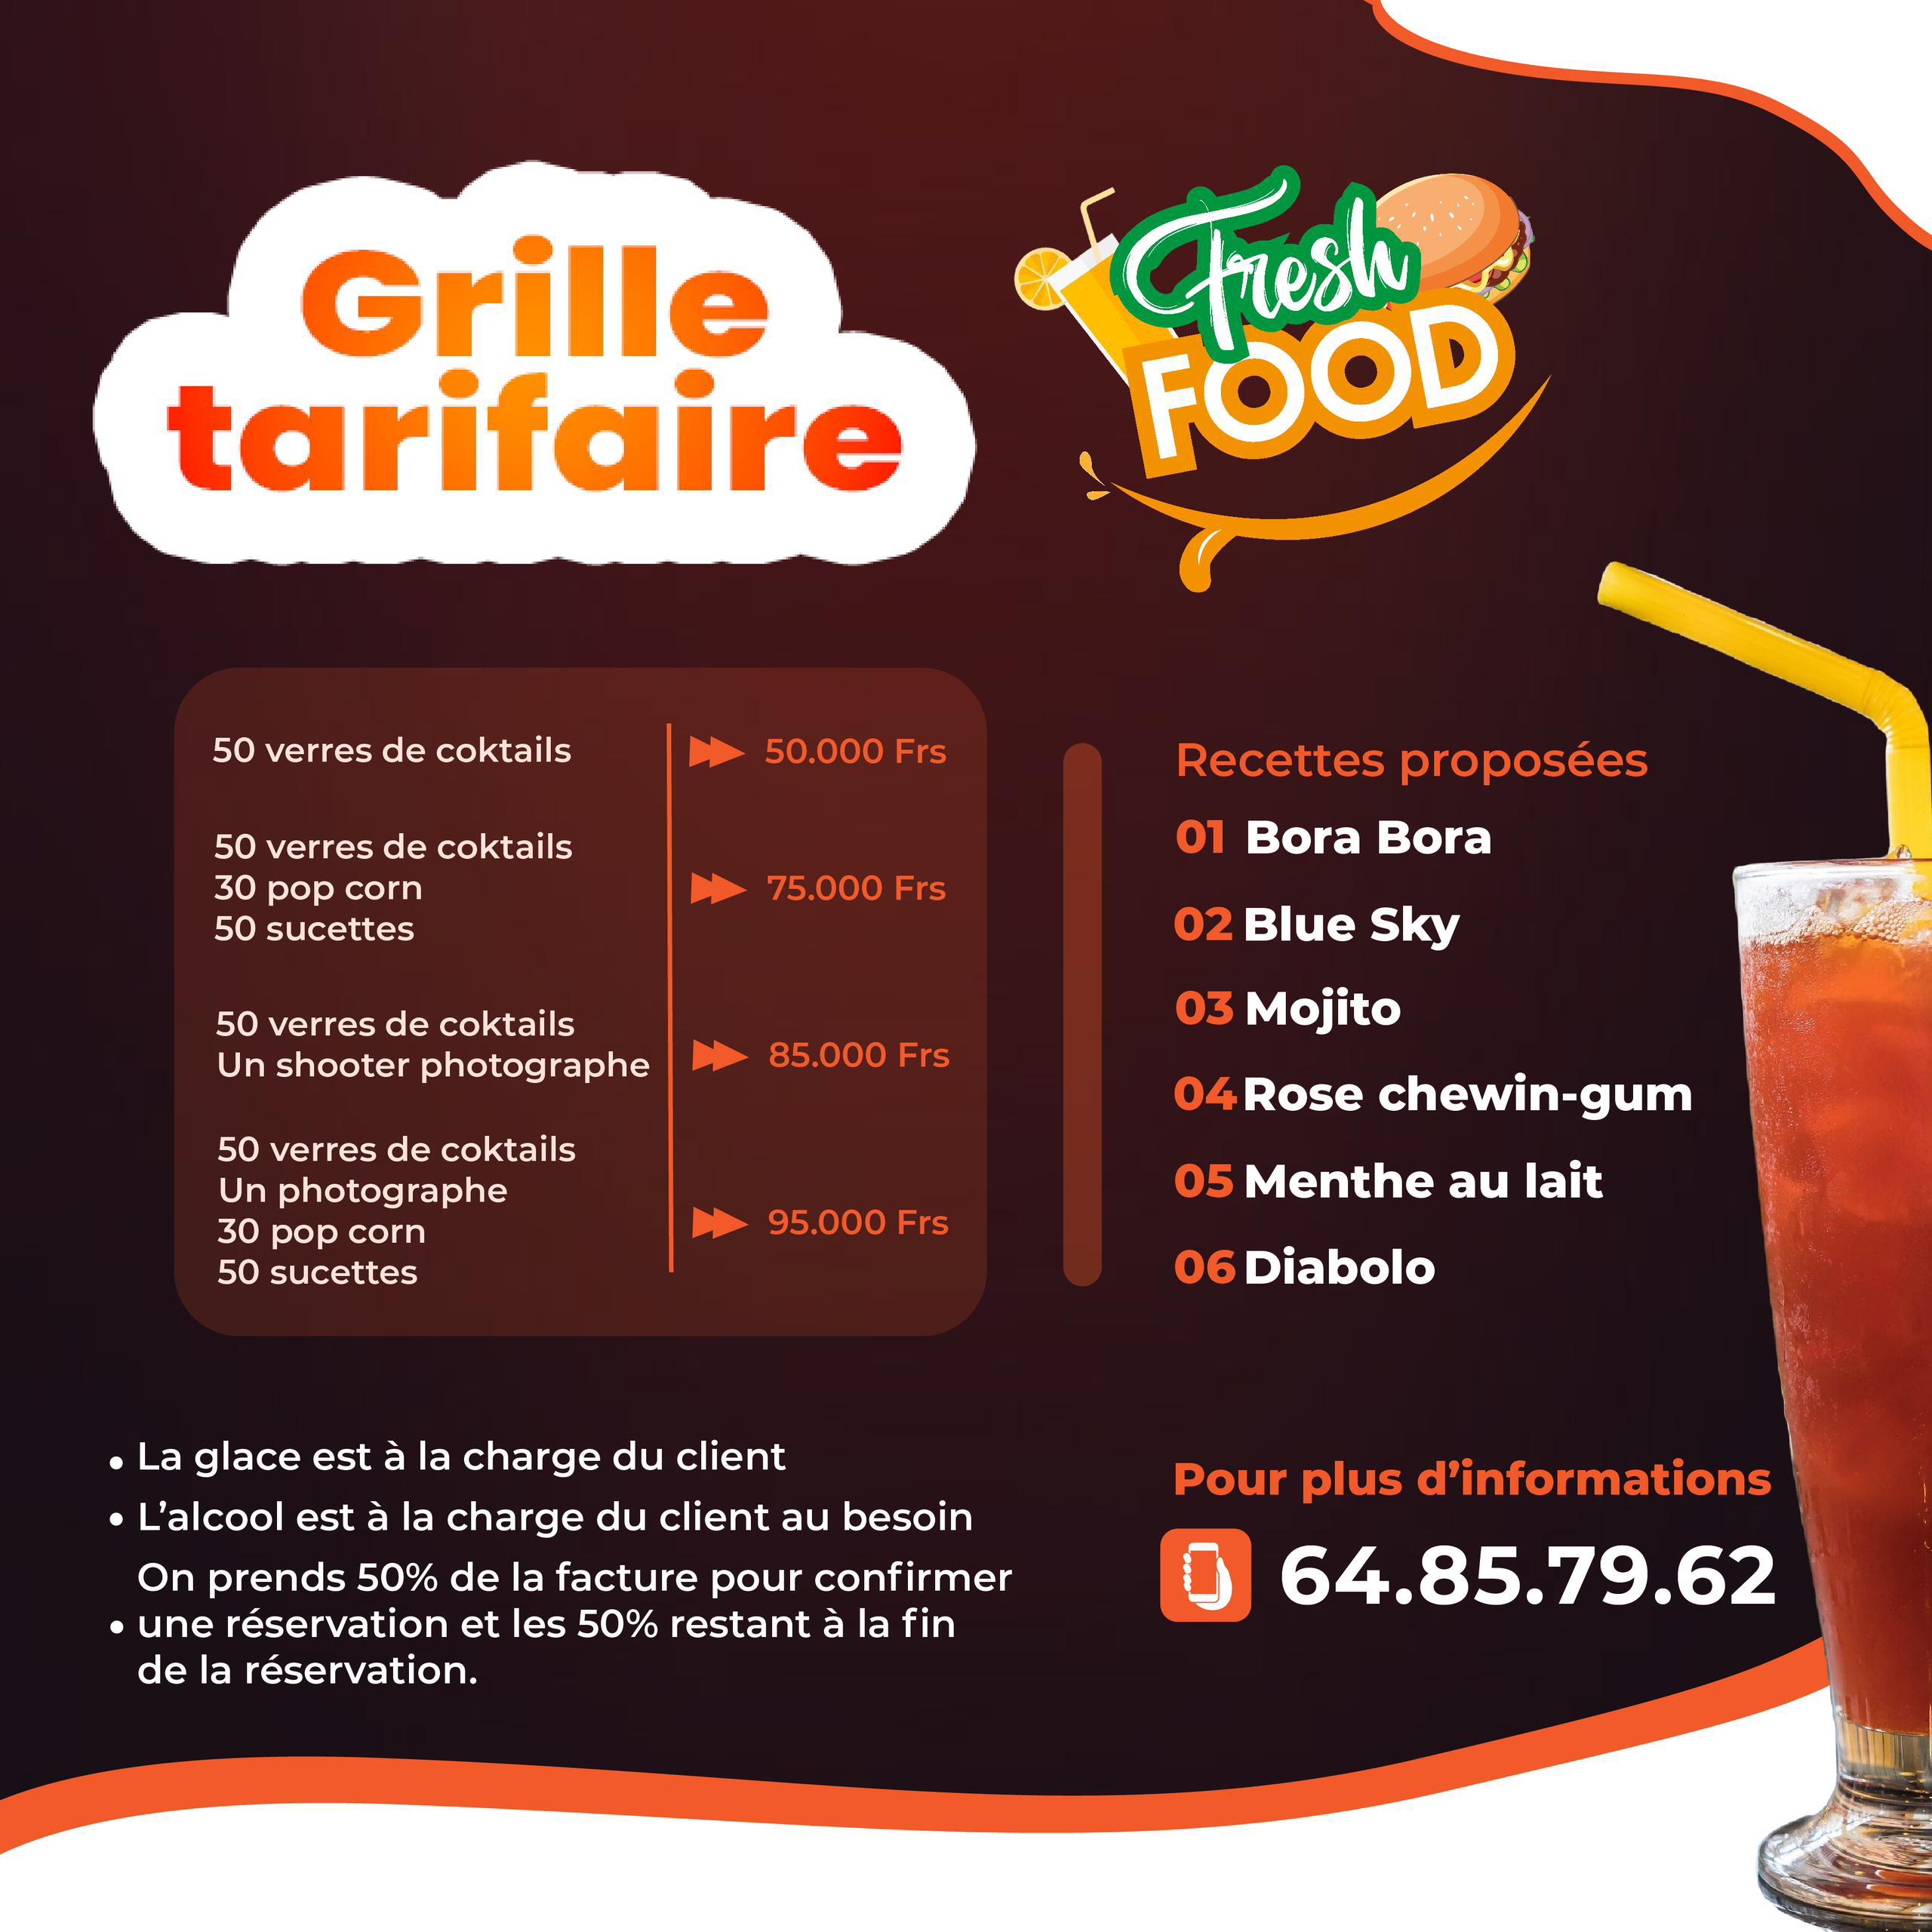 Grille
tarifaire
Fresh
FOOD
50 verres de coktails
50.000 Frs
50 verres de coktails
30 pop corn
50 sucettes
75.000 Frs
50 verres de coktails
Un shooter photographe
85.000 Frs
50 verres de coktails
Un photographe
30 pop corn
50 sucettes
95.000 Frs
Recettes proposées
01 Bora Bora
02 Blue Sky
03 Mojito
04 Rose chewin-gum
05 Menthe au lait
06 Diabolo
• La glace est à la charge du client
• L’alcool est à la charge du client au besoin
On prends 50% de la facture pour confirmer
• une réservation et les 50% restant à la fin
de la réservation.
Pour plus d’informations
64.85.79.62